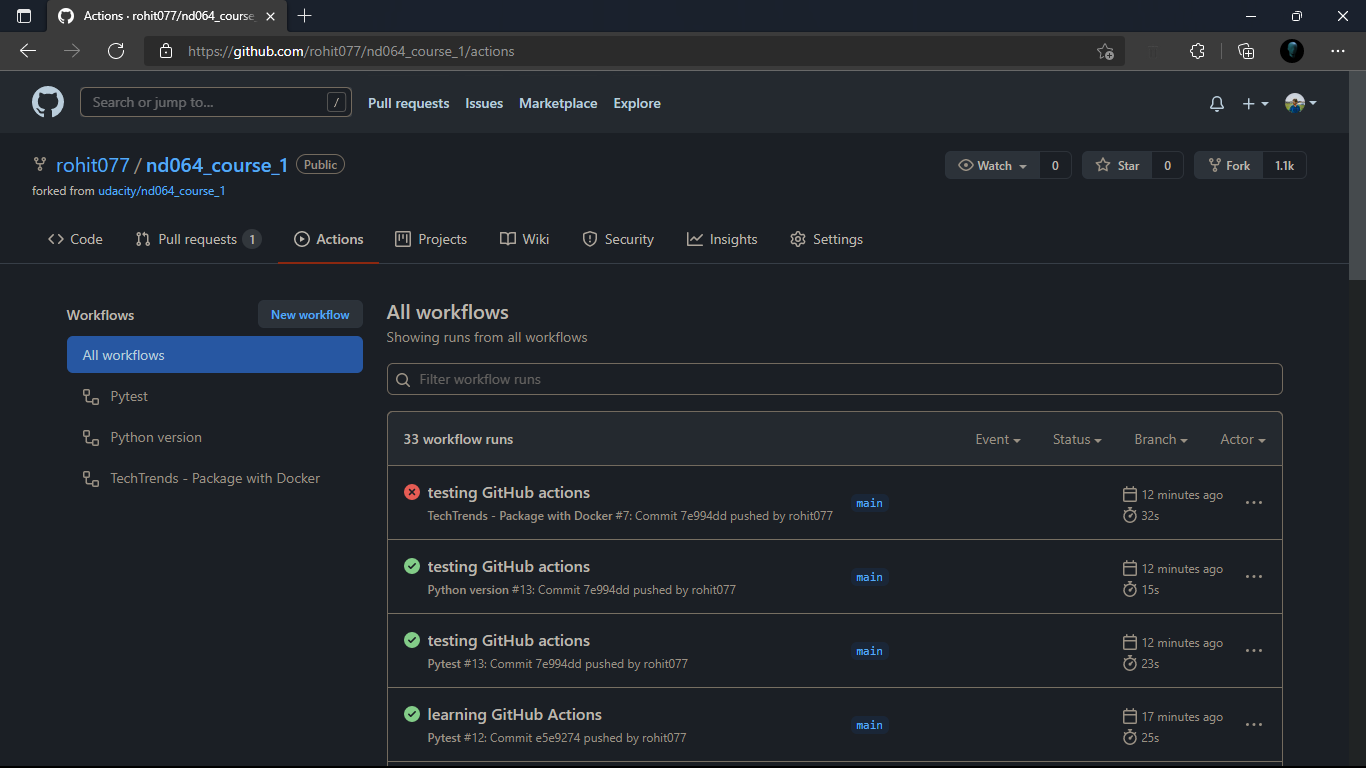 Actions · rohit077/nd064_course_
https://github.com/rohit077/nd064_course_1/actions
Search or jump to... /
Pull requests Issues Marketplace Explore
rohit077 / nd064_course_1 Public
Watch 0 Star 0 Fork 1.1k
forked from udacity/nd064_course_1
Code Pull requests 1 Actions Projects Wiki Security Insights Settings
Workflows
New workflow
All workflows
Pytest
Python version
TechTrends - Package with Docker
All workflows
Showing runs from all workflows
Filter workflow runs
33 workflow runs
Event Status Branch Actor
testing GitHub actions
TechTrends - Package with Docker #7: Commit 7e994dd pushed by rohit077
main
12 minutes ago
32s
testing GitHub actions
Python version #13: Commit 7e994dd pushed by rohit077
main
12 minutes ago
15s
testing GitHub actions
Pytest #13: Commit 7e994dd pushed by rohit077
main
12 minutes ago
23s
learning GitHub Actions
Pytest #12: Commit e5e9274 pushed by rohit077
main
17 minutes ago
25s